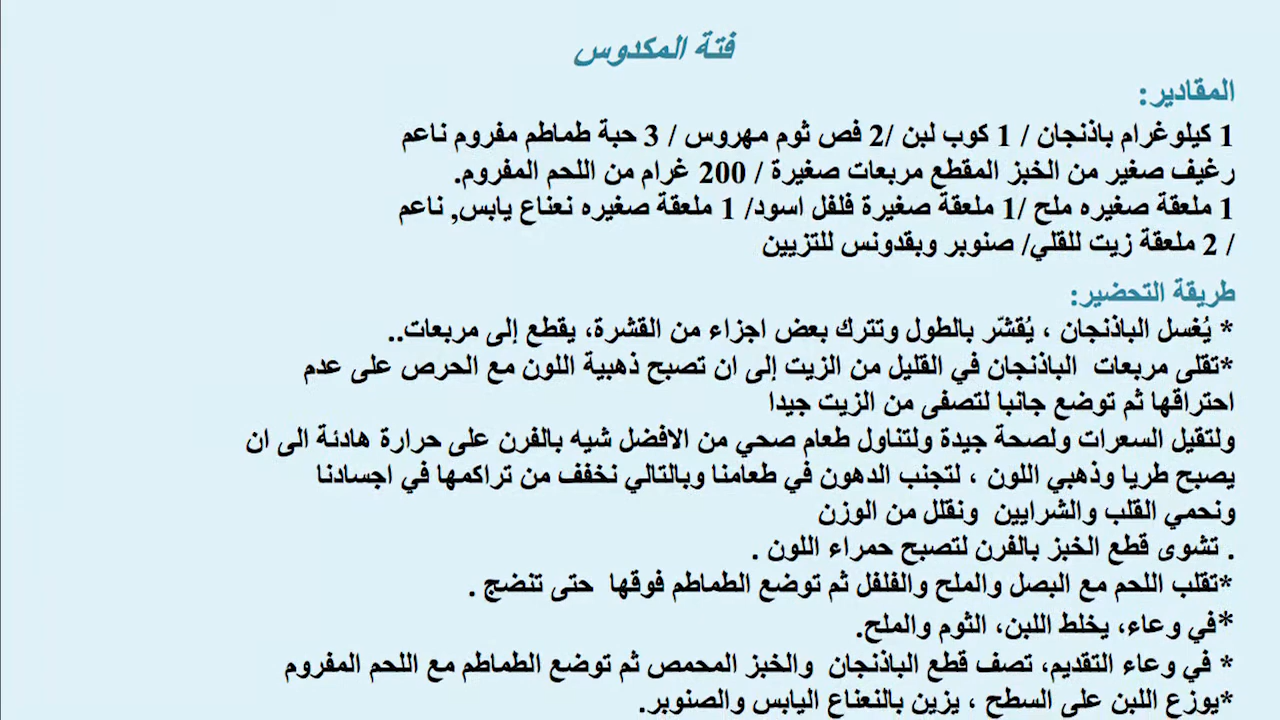 فتة المكدوس
المقادير:
1 كيلوغرام باذنجان / 1 كوب لبن /2 فص ثوم مهروس / 3 حبة طماطم مفروم ناعم
رغيف صغير من الخبز المقطع مربعات صغيرة / 200 غرام من اللحم المفروم.
1 ملعقة صغيره ملح /1 ملعقة صغيرة فلفل اسود/ 1 ملعقة صغيره نعناع يابس, ناعم
/ 2 ملعقة زيت للقلي/ صنوبر وبقدونس للتزيين
طريقة التحضير:
* يُغسل الباذنجان ، يُقشّر بالطول وتترك بعض اجزاء من القشرة، يقطع إلى مربعات..
*تقلى مربعات الباذنجان في القليل من الزيت إلى ان تصبح ذهبية اللون مع الحرص على عدم
احتراقها ثم توضع جانبا لتصفى من الزيت جيدا
ولتقيل السعرات ولصحة جيدة ولتناول طعام صحي من الافضل شيه بالفرن على حرارة هادئة الى ان
يصبح طريا وذهبي اللون ، لتجنب الدهون في طعامنا وبالتالي نخفف من تراكمها في اجسادنا
ونحمي القلب والشرايين ونقلل من الوزن
. تشوى قطع الخبز بالفرن لتصبح حمراء اللون .
*تقلب اللحم مع البصل والملح والفلفل ثم توضع الطماطم فوقها حتى تنضج .
*في وعاء، يخلط اللبن، الثوم والملح.
* في وعاء التقديم، تصف قطع الباذنجان والخبز المحمص ثم توضع الطماطم مع اللحم المفروم
*يوزع اللبن على السطح ، يزين بالنعناع اليابس والصنوبر.